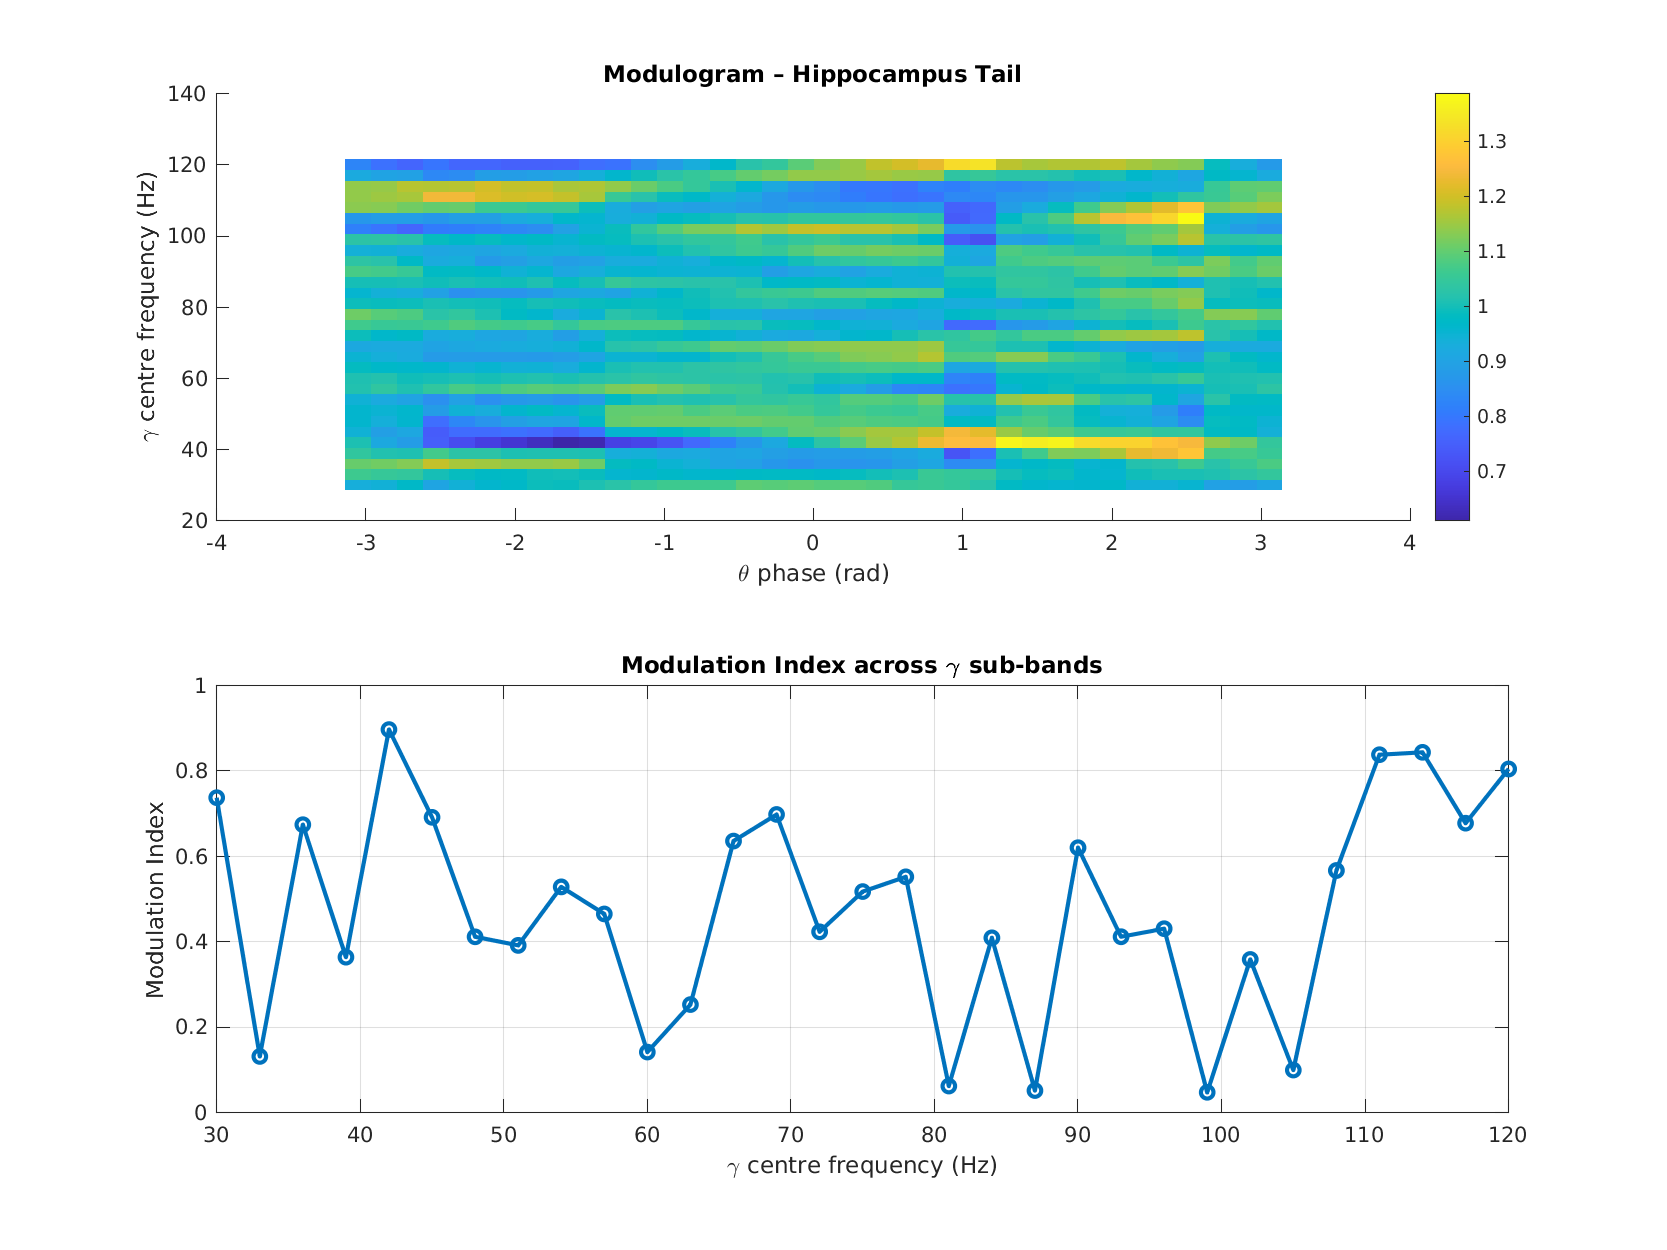 Modulogram – Hippocampus Tail
γ centre frequency (Hz)
140
120
100
80
60
40
20
-4 -3 -2 -1 0 1 2 3 4
θ phase (rad)
1.3
1.2
1.1
1
0.9
0.8
0.7
Modulation Index across γ sub-bands
Modulation Index
1
0.8
0.6
0.4
0.2
0
30 40 50 60 70 80 90 100 110 120
γ centre frequency (Hz)